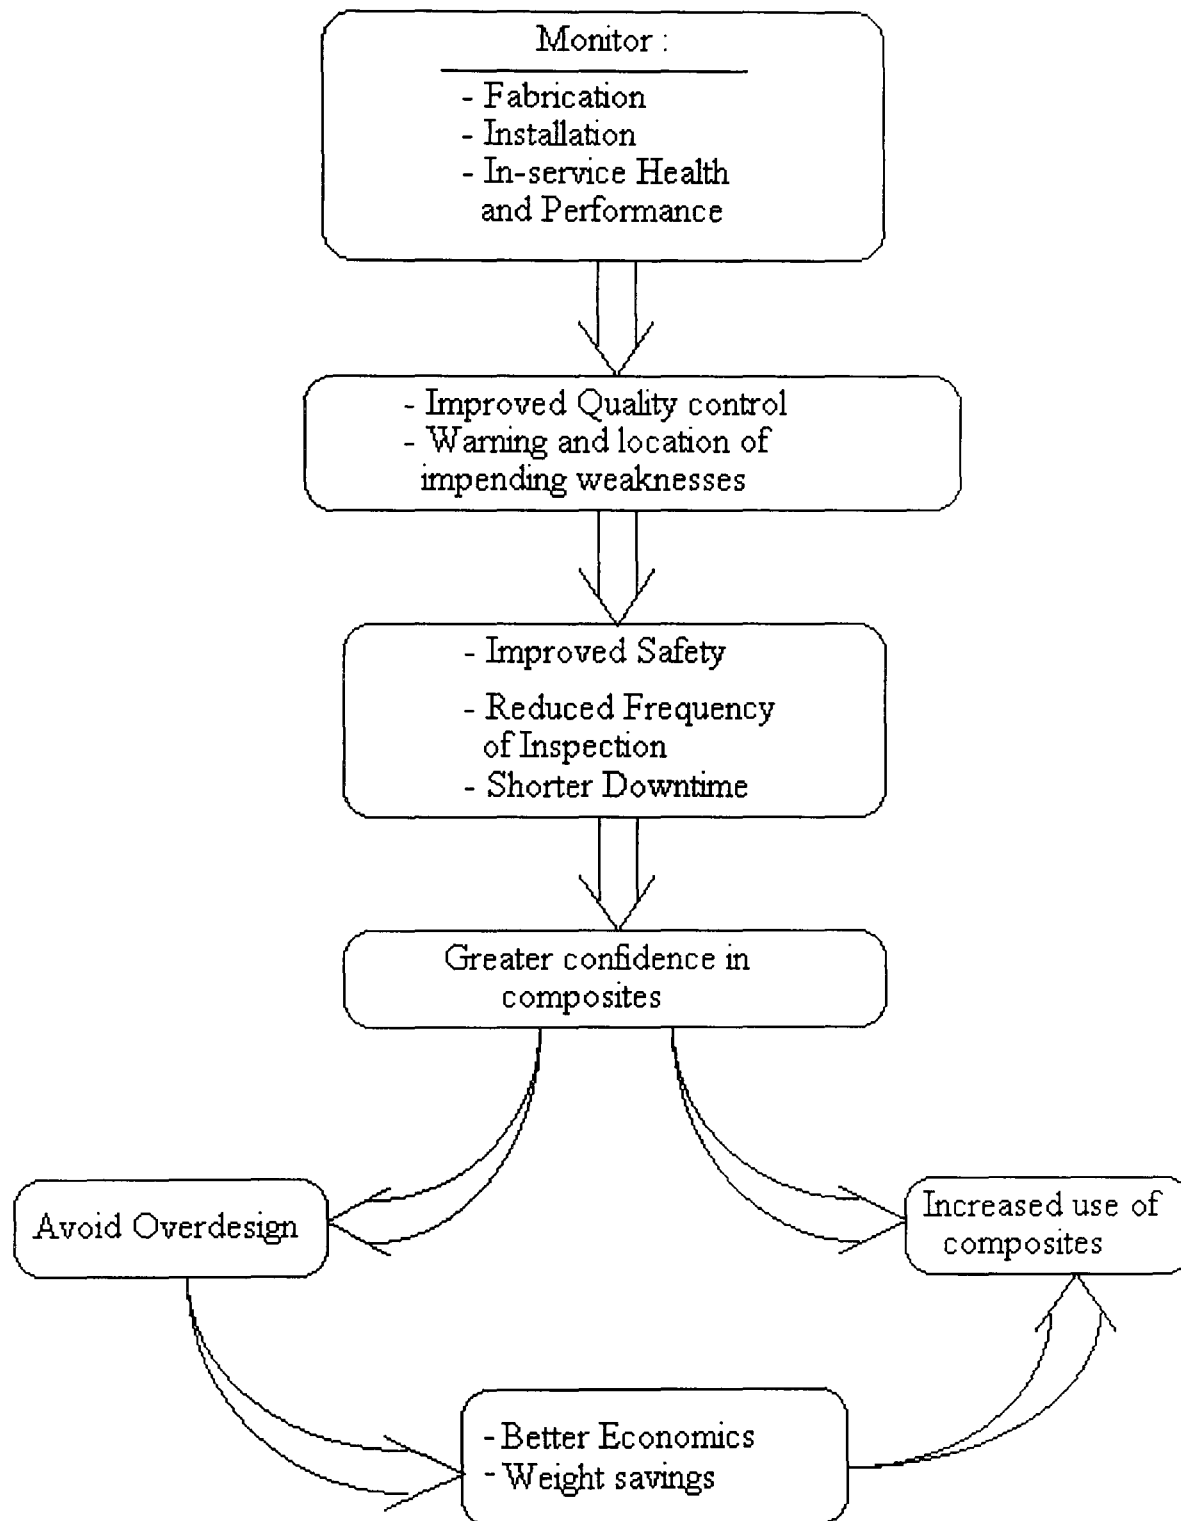 Monitor :
- Fabrication
- Installation
- In-service Health
and Performance
- Improved Quality control
- Warning and location of
impending weaknesses
- Improved Safety
- Reduced Frequency
of Inspection
- Shorter Downtime
Greater confidence in
composites
Avoid Overdesign
Increased use of
composites
- Better Economics
- Weight savings